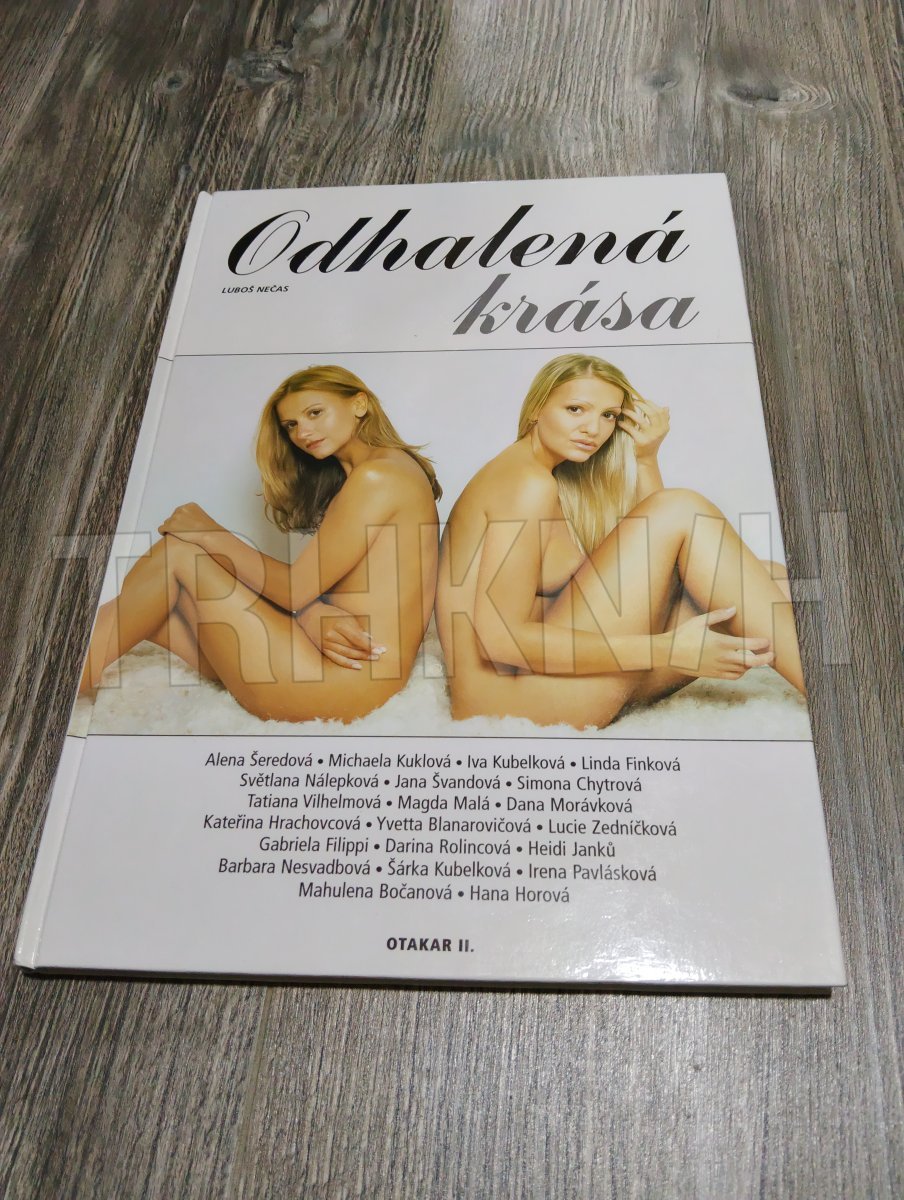 Odhalená
LUBOŠ NEČAS
krása
TRHKNIH
Alena Šeredová • Michaela Kuklová • Iva Kubelková • Linda Finková
Světlana Nálepková • Jana Švandová • Simona Chytrová
Tatiana Vilhelmová • Magda Malá • Dana Morávková
Kateřina Hrachovcová • Yvetta Blanarovičová • Lucie Zedníčková
Gabriela Filippi • Darina Rolincová • Heidi Janků
Barbara Nesvadbová • Šárka Kubelková • Irena Pavlásková
Mahulena Bočanová • Hana Horová
OTAKAR II.